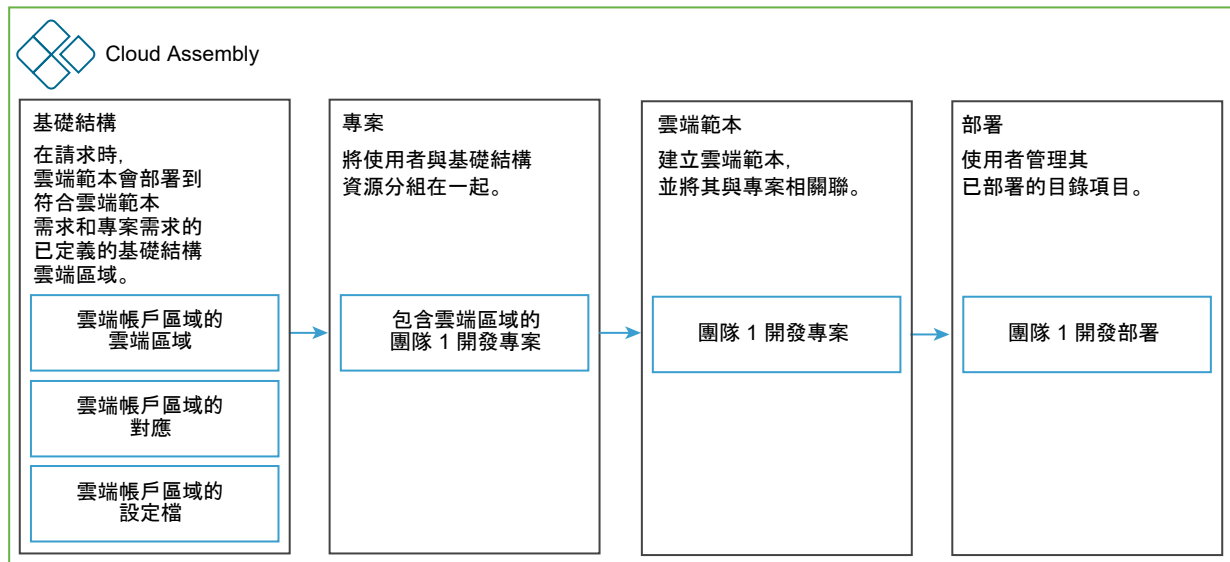 Cloud Assembly
基礎結構
在請求時,
雲端範本會部署到
符合雲端範本
需求和專案需求的
已定義的基礎結構
雲端區域。
雲端帳戶區域的
雲端區域
雲端帳戶區域的
對應
雲端帳戶區域的
設定檔
專案
將使用者與基礎結構
資源分組在一起。
包含雲端區域的
團隊 1 開發專案
雲端範本
建立雲端範本,
並將其與專案相關聯。
團隊 1 開發專案
部署
使用者管理其
已部署的目錄項目。
團隊 1 開發部署